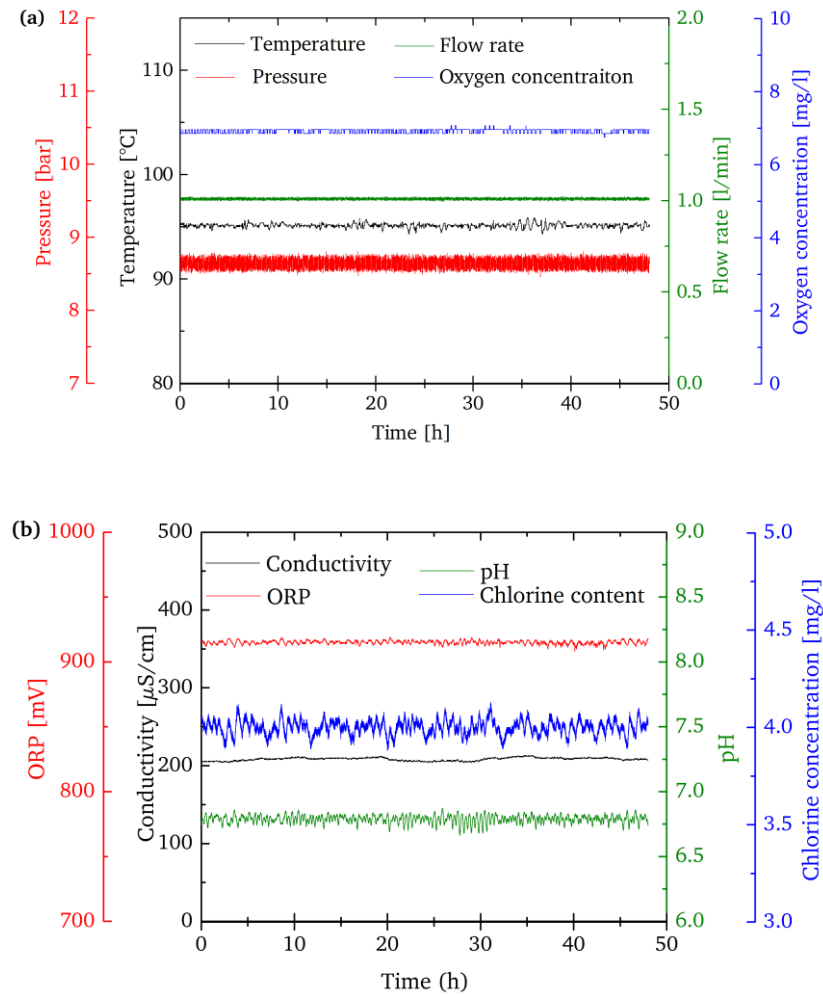 (a)
12
11
10
9
8
7
Pressure [bar]
110
100
90
80
Temperature [°C]
Temperature
Pressure
Flow rate
Oxygen concentraiton
2.0
1.5
1.0
0.5
0.0
Flow rate [l/min]
10
8
6
4
2
0
Oxygen concentration [mg/l]
0 10 20 30 40 50
Time [h]
(b)
1000
900
800
700
ORP [mV]
500
400
300
200
100
0
Conductivity [µS/cm]
Conductivity
ORP
pH
Chlorine content
9.0
8.2
8.2
7.5
6.7
6.7
6.0
pH
5.0
4.5
4.0
3.5
3.0
Chlorine concentration [mg/l]
0 10 20 30 40 50
Time (h)